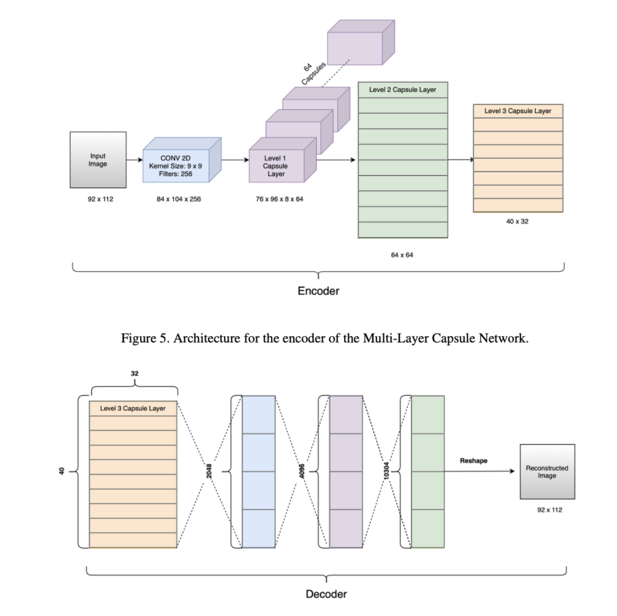 64
Capsules
Level 2 Capsule Layer
Level 3 Capsule Layer
Input
Image
CONV 2D
Kernel Size: 9 x 9
Filters: 256
Level 1
Capsule
Layer
92 x 112
84 x 104 x 256
76 x 96 x 8 x 64
40 x 32
64 x 64
Encoder
Figure 5. Architecture for the encoder of the Multi-Layer Capsule Network.
32
Level 3 Capsule Layer
40
2048
4096
10304
Reshape
Reconstructed
Image
92 x 112
Decoder